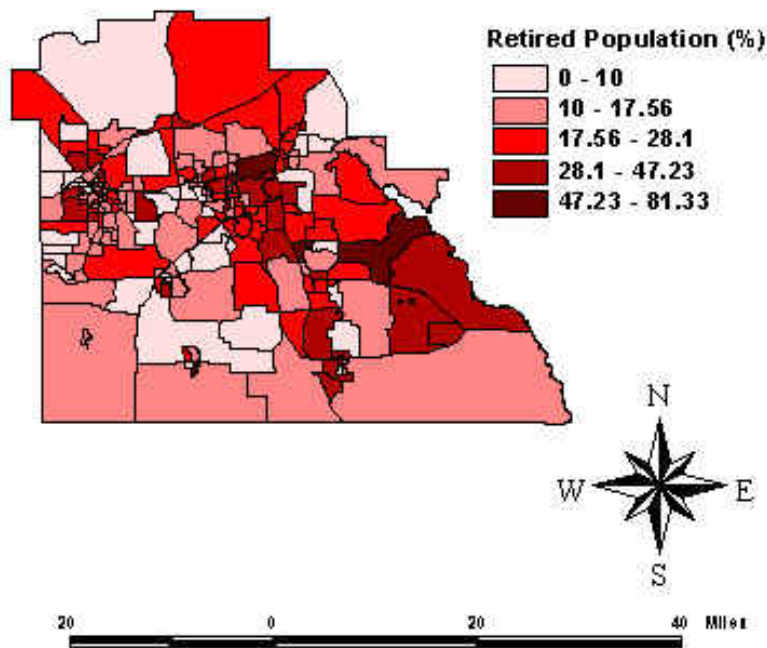 Retired Population (%)
0 - 10
10 - 17.56
17.56 - 28.1
28.1 - 47.23
47.23 - 81.33
N
W E
S
20 0 20 40 Miles